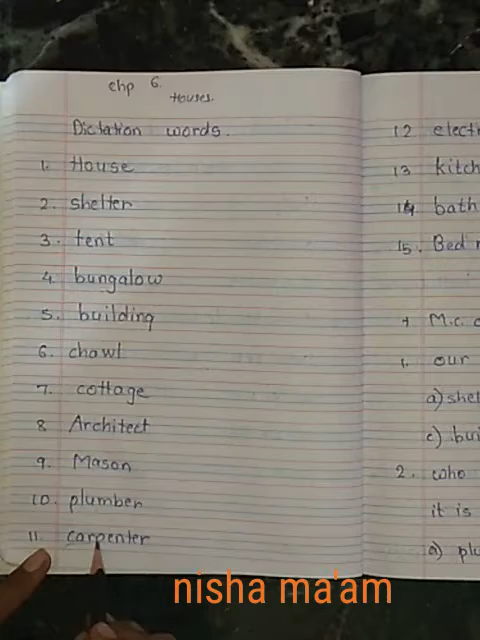 chp 6.
Houses.
Dictation words.
1. House
2. shelter
3. tent
4. bungalow
5. building
6. chawl
7. cottage
8 Architect
9. Mason
10. plumber
11. carpenter
12
13
14 bath
15. Bed
+ M.C.
1. our
a)
c)
2. who
it is
a)
nisha ma'am